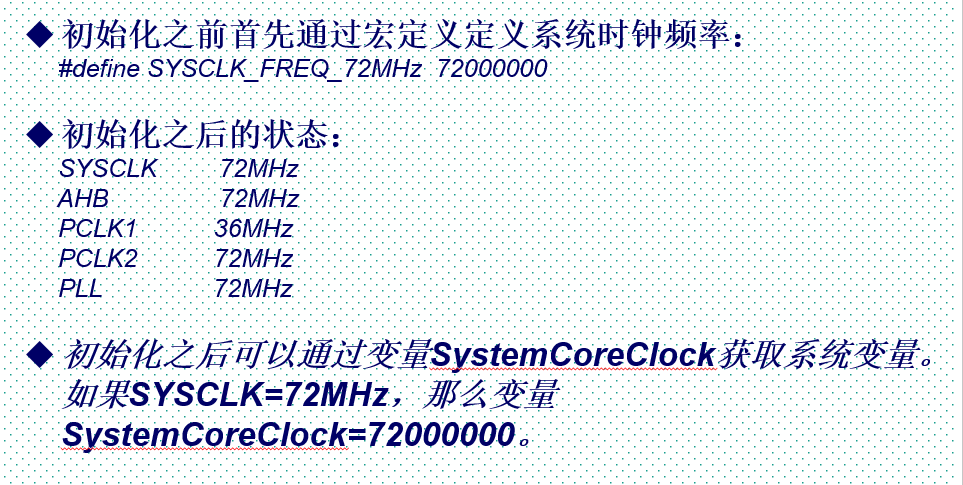 ◆ 初始化之前首先通过宏定义定义系统时钟频率：
#define SYSCLK_FREQ_72MHz 72000000
◆ 初始化之后的状态：
SYSCLK 72MHz
AHB 72MHz
PCLK1 36MHz
PCLK2 72MHz
PLL 72MHz
◆ 初始化之后可以通过变量SystemCoreClock获取系统变量。
如果SYSCLK=72MHz，那么变量
SystemCoreClock=72000000。